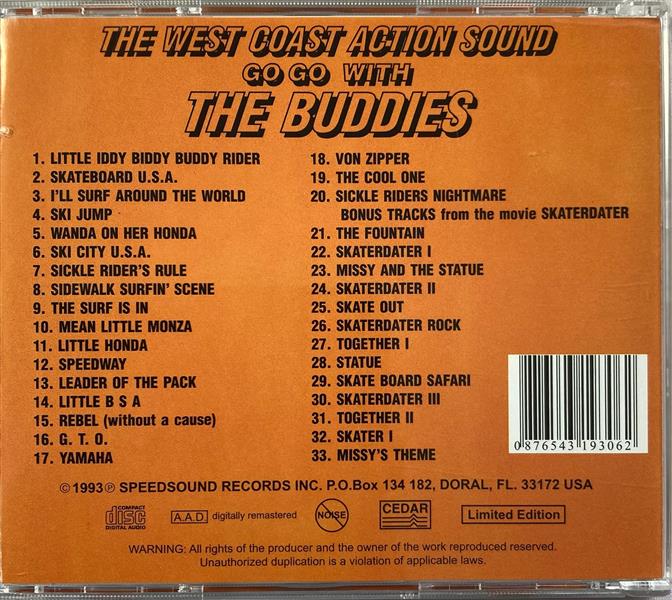 THE WEST COAST ACTION SOUND
GO GO WITH
THE BUDDIES
1. LITTLE IDDY BIDDY BUDDY RIDER
2. SKATEBOARD U.S.A.
3. I'LL SURF AROUND THE WORLD
4. SKI JUMP
5. WANDA ON HER HONDA
6. SKI CITY U.S.A.
7. SICKLE RIDER'S RULE
8. SIDEWALK SURFIN' SCENE
9. THE SURF IS IN
10. MEAN LITTLE MONZA
11. LITTLE HONDA
12. SPEEDWAY
13. LEADER OF THE PACK
14. LITTLE B S A
15. REBEL (without a cause)
16. G. T. O.
17. YAMAHA
18. VON ZIPPER
19. THE COOL ONE
20. SICKLE RIDERS NIGHTMARE
BONUS TRACKS from the movie SKATERDATER
21. THE FOUNTAIN
22. SKATERDATER I
23. MISSY AND THE STATUE
24. SKATERDATER II
25. SKATE OUT
26. SKATERDATER ROCK
27. TOGETHER I
28. STATUE
29. SKATE BOARD SAFARI
30. SKATERDATER III
31. TOGETHER II
32. SKATER I
33. MISSY'S THEME
0 876543 193062
© 1993 ℗ SPEEDSOUND RECORDS INC. P.O.Box 134 182, DORAL, FL. 33172 USA
COMPACT
disc
DIGITAL AUDIO
A.A.D digitally remastered
NOISE
CEDAR
Limited Edition
WARNING: All rights of the producer and the owner of the work reproduced reserved.
Unauthorized duplication is a violation of applicable laws.